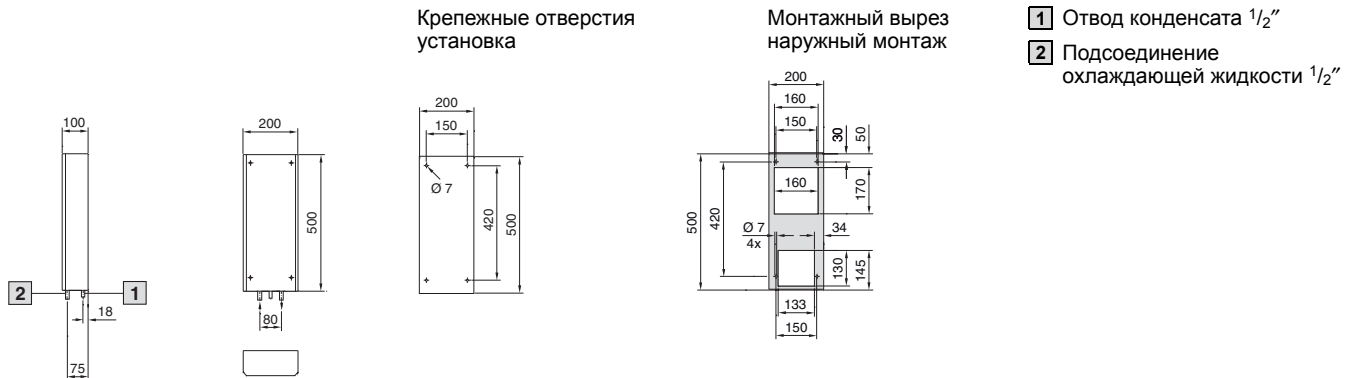 Крепежные отверстия
установка
Монтажный вырез
наружный монтаж
1 Отвод конденсата 1/2″
2 Подсоединение
охлаждающей жидкости 1/2″
100
2
1
18
75
200
500
80
200
150
Ø 7
420
500
200
160
150
30
50
160
170
500
420
Ø 7
4x
34
130
145
133
150